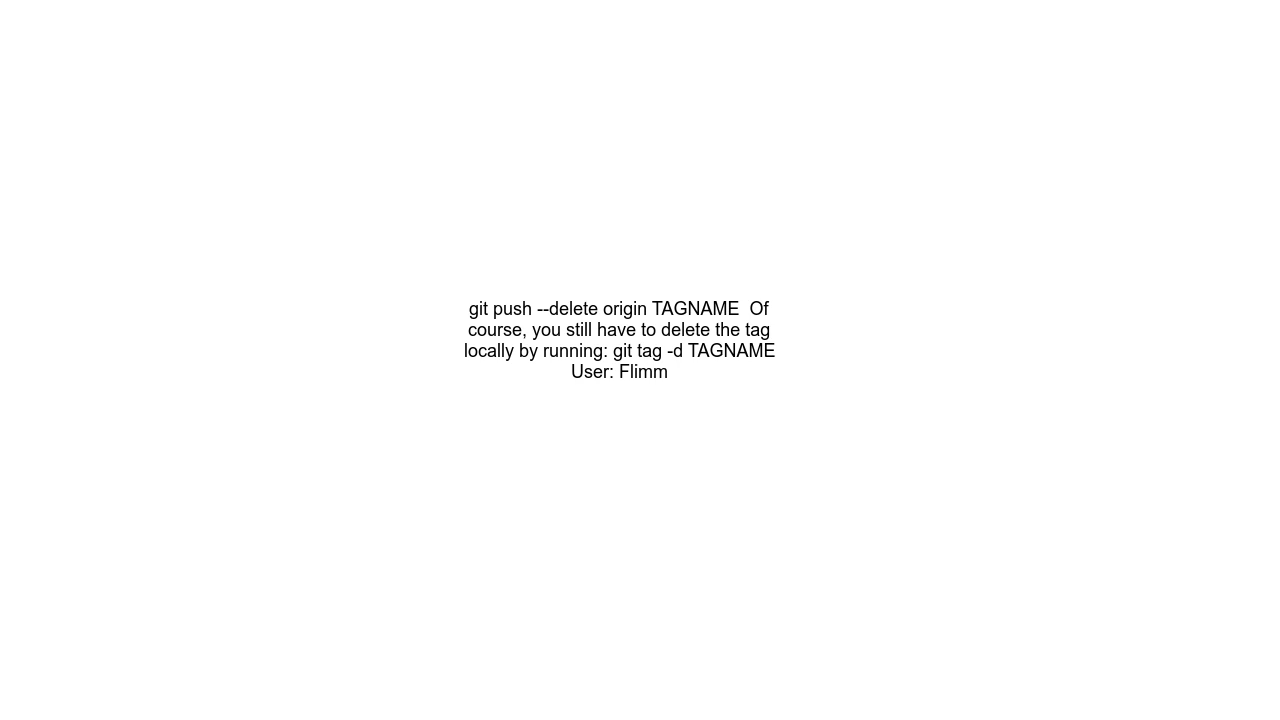 git push --delete origin TAGNAME  Of
course, you still have to delete the tag
locally by running: git tag -d TAGNAME
User: Flimm